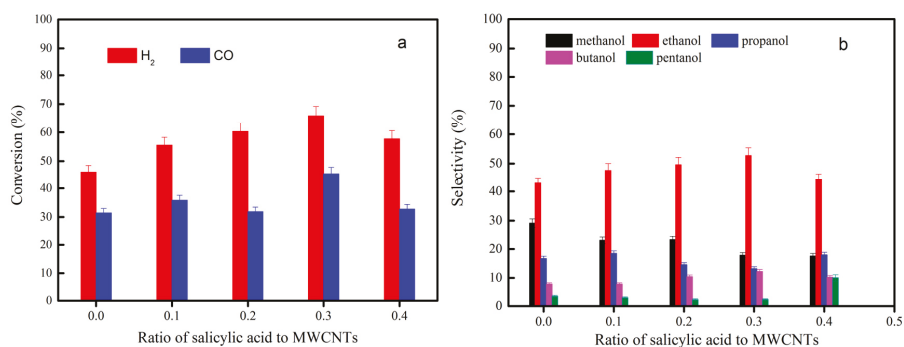 a
H2
CO
Conversion (%)
100
90
80
70
60
50
40
30
20
10
0
0.0 0.1 0.2 0.3 0.4
Ratio of salicylic acid to MWCNTs
b
methanol ethanol propanol
butanol pentanol
Selectivity (%)
100
90
80
70
60
50
40
30
20
10
0
0.0 0.1 0.2 0.3 0.4 0.5
Ratio of salicylic acid to MWCNTs